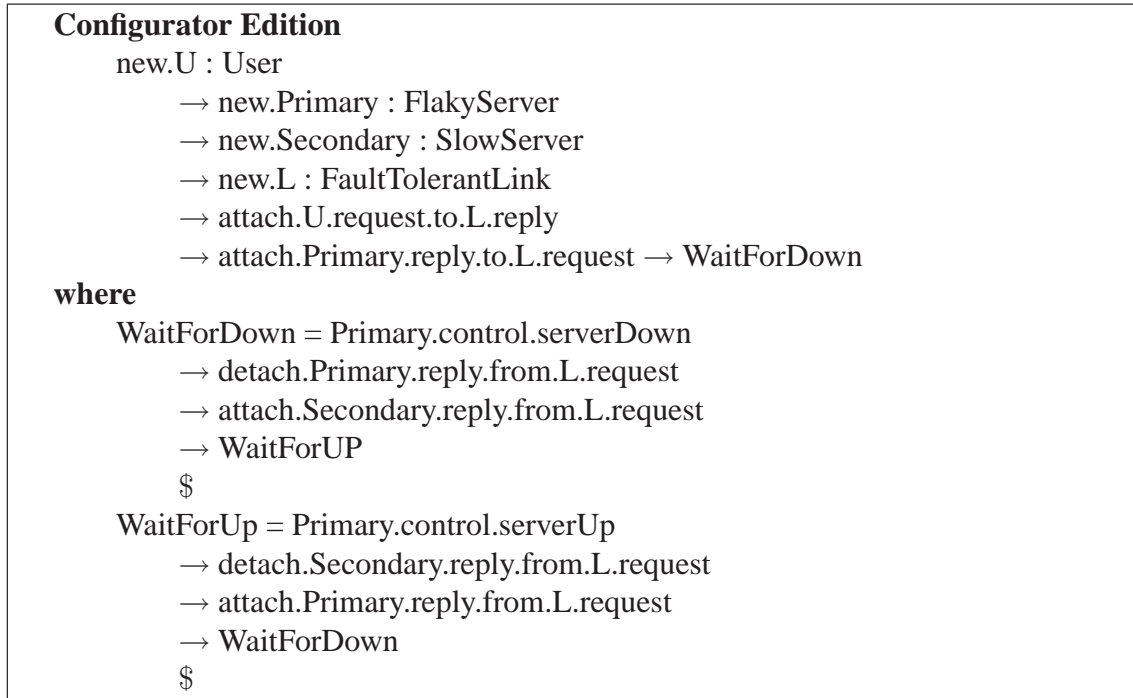 Configurator Edition
new.U : User
→ new.Primary : FlakyServer
→ new.Secondary : SlowServer
→ new.L : FaultTolerantLink
→ attach.U.request.to.L.reply
→ attach.Primary.reply.to.L.request → WaitForDown
where
WaitForDown = Primary.control.serverDown
→ detach.Primary.reply.from.L.request
→ attach.Secondary.reply.from.L.request
→ WaitForUP
$
WaitForUp = Primary.control.serverUp
→ detach.Secondary.reply.from.L.request
→ attach.Primary.reply.from.L.request
→ WaitForDown
$